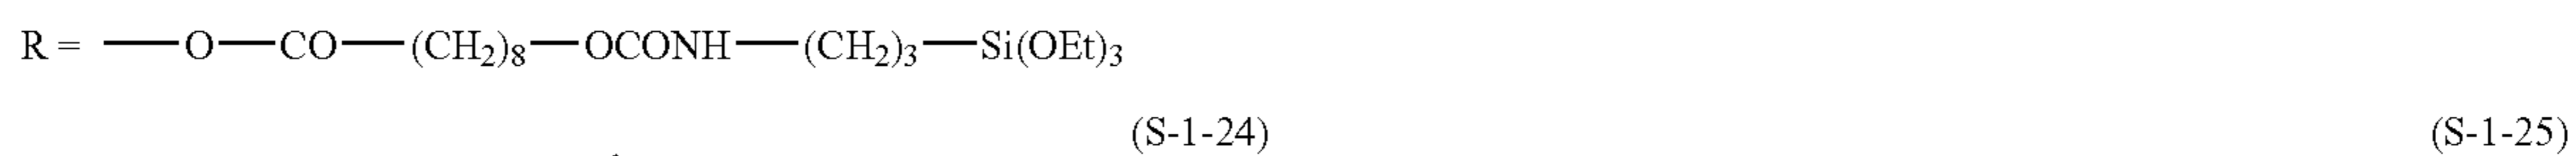 R = —O—CO—(CH₂)₈—OCONH—(CH₂)₃—Si(OEt)₃
(S-1-24) (S-1-25)